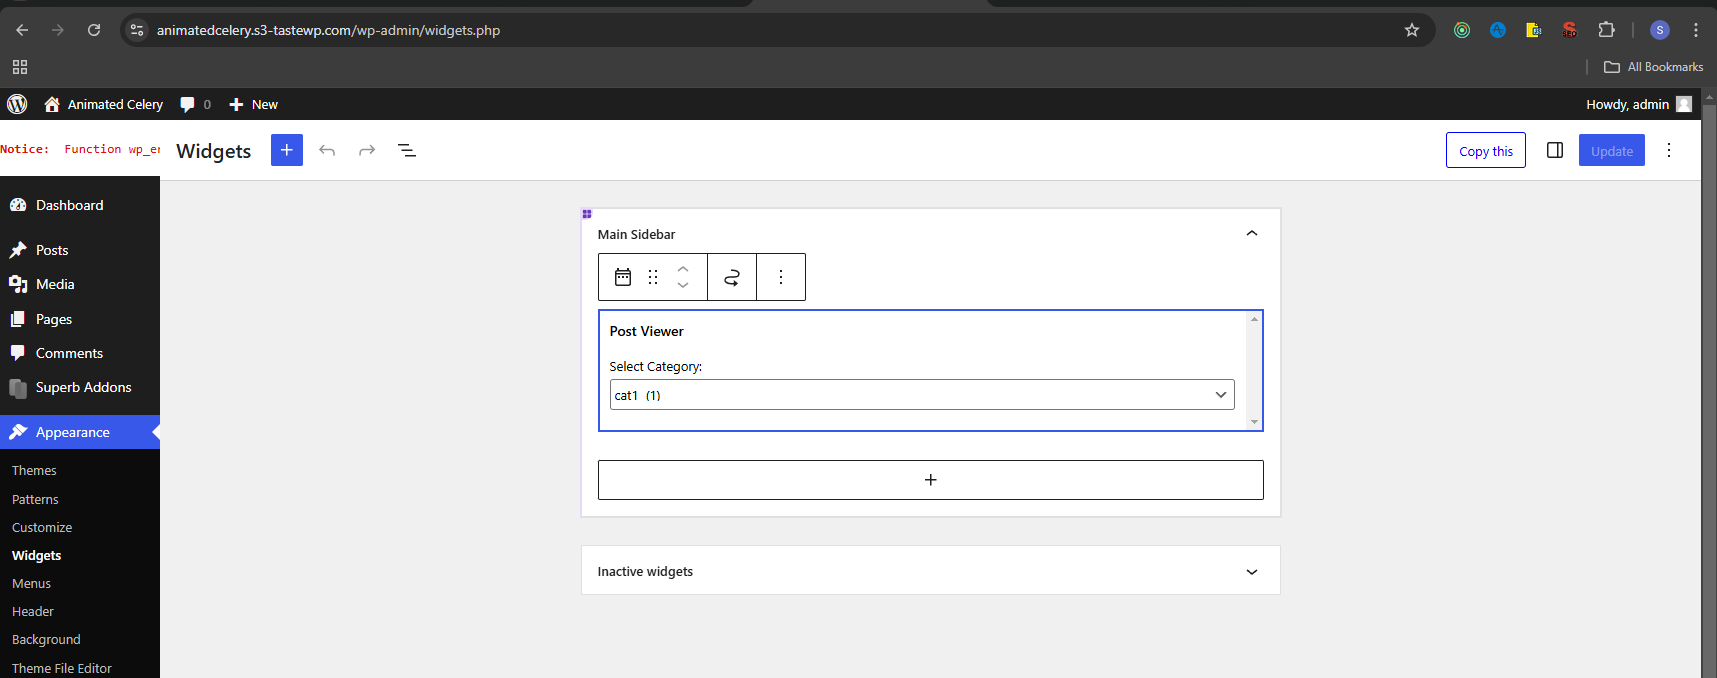 animatedcelery.s3-tastewp.com/wp-admin/widgets.php
S
All Bookmarks
Animated Celery
0
New
Howdy, admin
Notice: Function wp_er
Widgets
Copy this
Update
Dashboard
Posts
Media
Pages
Comments
Superb Addons
Appearance
Themes
Patterns
Customize
Widgets
Menus
Header
Background
Theme File Editor
Main Sidebar
Post Viewer
Select Category:
cat1 (1)
Inactive widgets